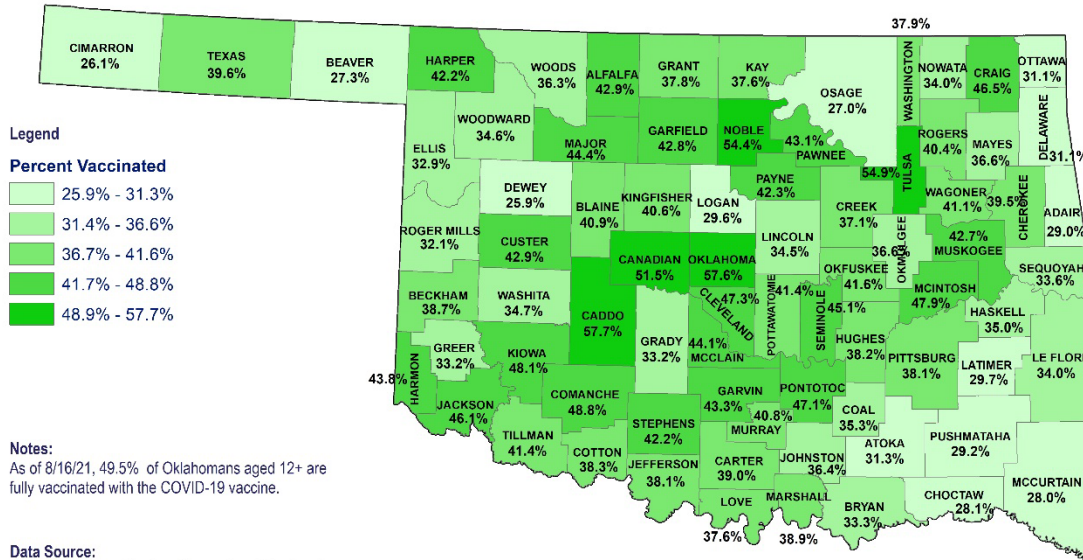 37.9%
CIMARRON
26.1%
TEXAS
39.6%
BEAVER
27.3%
HARPER
42.2%
WOODS
36.3%
ALFALFA
42.9%
GRANT
37.8%
KAY
37.6%
OSAGE
27.0%
WASHINGTON
NOWATA
34.0%
CRAIG
46.5%
OTTAWA
31.1%
DELAWARE
31.1%
WOODWARD
34.6%
ELLIS
32.9%
MAJOR
44.4%
GARFIELD
42.8%
NOBLE
54.4%
43.1%
PAWNEE
ROGERS
40.4%
MAYES
36.6%
Legend
Percent Vaccinated
25.9% - 31.3%
31.4% - 36.6%
36.7% - 41.6%
41.7% - 48.8%
48.9% - 57.7%
DEWEY
25.9%
BLAINE
40.9%
KINGFISHER
40.6%
LOGAN
29.6%
PAYNE
42.3%
54.9%
TULSA
CREEK
37.1%
WAGONER
41.1%
39.5%
CHEROKEE
ADAIR
29.0%
ROGER MILLS
32.1%
CUSTER
42.9%
CANADIAN
51.5%
OKLAHOMA
57.6%
LINCOLN
34.5%
OKMULGEE
36.6%
42.7%
MUSKOGEE
SEQUOYAH
33.6%
BECKHAM
38.7%
WASHITA
34.7%
CADDO
57.7%
GRADY
33.2%
CLEVELAND
47.3%
POTTAWATOMIE
41.4%
SEMINOLE
45.1%
OKFUSKEE
41.6%
MCINTOSH
47.9%
HASKELL
35.0%
GREER
33.2%
KIOWA
48.1%
44.1%
MCCLAIN
HUGHES
38.2%
PITTSBURG
38.1%
LATIMER
29.7%
LE FLORE
34.0%
43.8%
HARMON
JACKSON
46.1%
COMANCHE
48.8%
GARVIN
43.3%
PONTOTOC
47.1%
40.8%
MURRAY
COAL
35.3%
TILLMAN
41.4%
COTTON
38.3%
STEPHENS
42.2%
JEFFERSON
38.1%
CARTER
39.0%
JOHNSTON
36.4%
ATOKA
31.3%
PUSHMATAHA
29.2%
MCCURTAIN
28.0%
LOVE
37.6%
MARSHALL
38.9%
BRYAN
33.3%
CHOCTAW
28.1%
Notes:
As of 8/16/21, 49.5% of Oklahomans aged 12+ are
fully vaccinated with the COVID-19 vaccine.
Data Source: